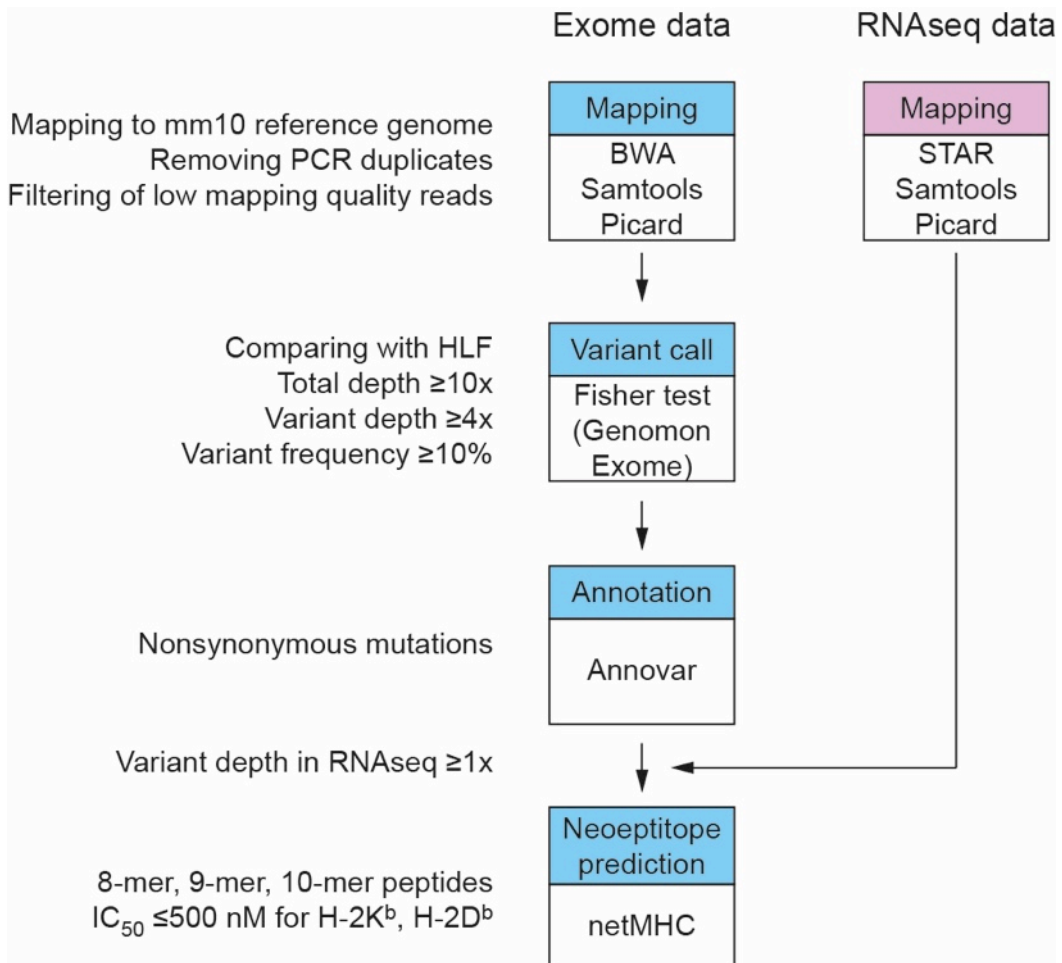 Exome data
RNAseq data
Mapping to mm10 reference genome
Removing PCR duplicates
Filtering of low mapping quality reads
Mapping
BWA
Samtools
Picard
Mapping
STAR
Samtools
Picard
Comparing with HLF
Total depth ≥10x
Variant depth ≥4x
Variant frequency ≥10%
Variant call
Fisher test
(Genomon
Exome)
Nonsynonymous mutations
Annotation
Annovar
Variant depth in RNAseq ≥1x
8-mer, 9-mer, 10-mer peptides
IC₅₀ ≤500 nM for H-2Kᵇ, H-2Dᵇ
Neoeptitope
prediction
netMHC